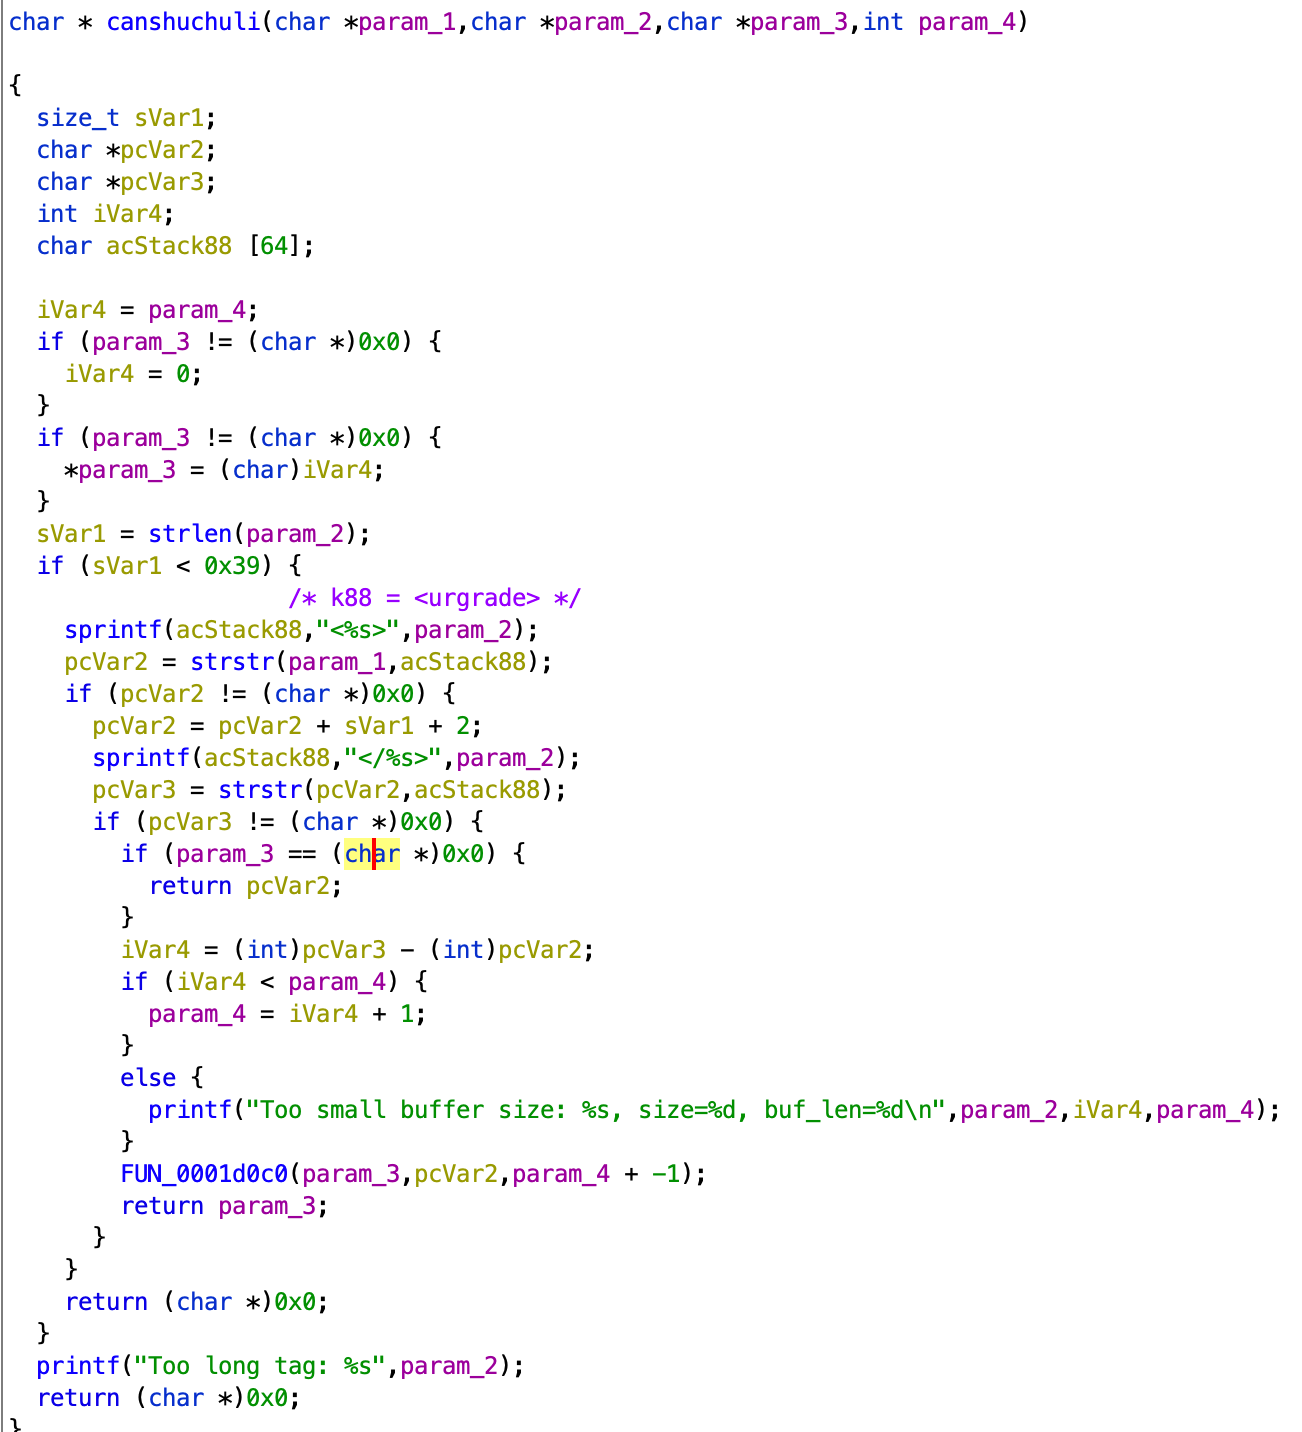 char * canshuchuli(char *param_1,char *param_2,char *param_3,int param_4)
{
  size_t sVar1;
  char *pcVar2;
  char *pcVar3;
  int iVar4;
  char acStack88 [64];
  iVar4 = param_4;
  if (param_3 != (char *)0x0) {
    iVar4 = 0;
  }
  if (param_3 != (char *)0x0) {
    *param_3 = (char)iVar4;
  }
  sVar1 = strlen(param_2);
  if (sVar1 < 0x39) {
                    /* k88 = <urgrade> */
    sprintf(acStack88,"<%s>",param_2);
    pcVar2 = strstr(param_1,acStack88);
    if (pcVar2 != (char *)0x0) {
      pcVar2 = pcVar2 + sVar1 + 2;
      sprintf(acStack88,"</%s>",param_2);
      pcVar3 = strstr(pcVar2,acStack88);
      if (pcVar3 != (char *)0x0) {
        if (param_3 == (char *)0x0) {
          return pcVar2;
        }
        iVar4 = (int)pcVar3 - (int)pcVar2;
        if (iVar4 < param_4) {
          param_4 = iVar4 + 1;
        }
        else {
          printf("Too small buffer size: %s, size=%d, buf_len=%d\n",param_2,iVar4,param_4);
        }
        FUN_0001d0c0(param_3,pcVar2,param_4 + -1);
        return param_3;
      }
    }
    return (char *)0x0;
  }
  printf("Too long tag: %s",param_2);
  return (char *)0x0;
}